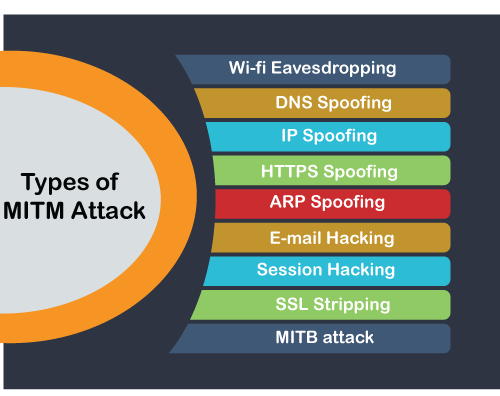 Types of
MITM Attack
Wi-fi Eavesdropping
DNS Spoofing
IP Spoofing
HTTPS Spoofing
ARP Spoofing
E-mail Hacking
Session Hacking
SSL Stripping
MITB attack